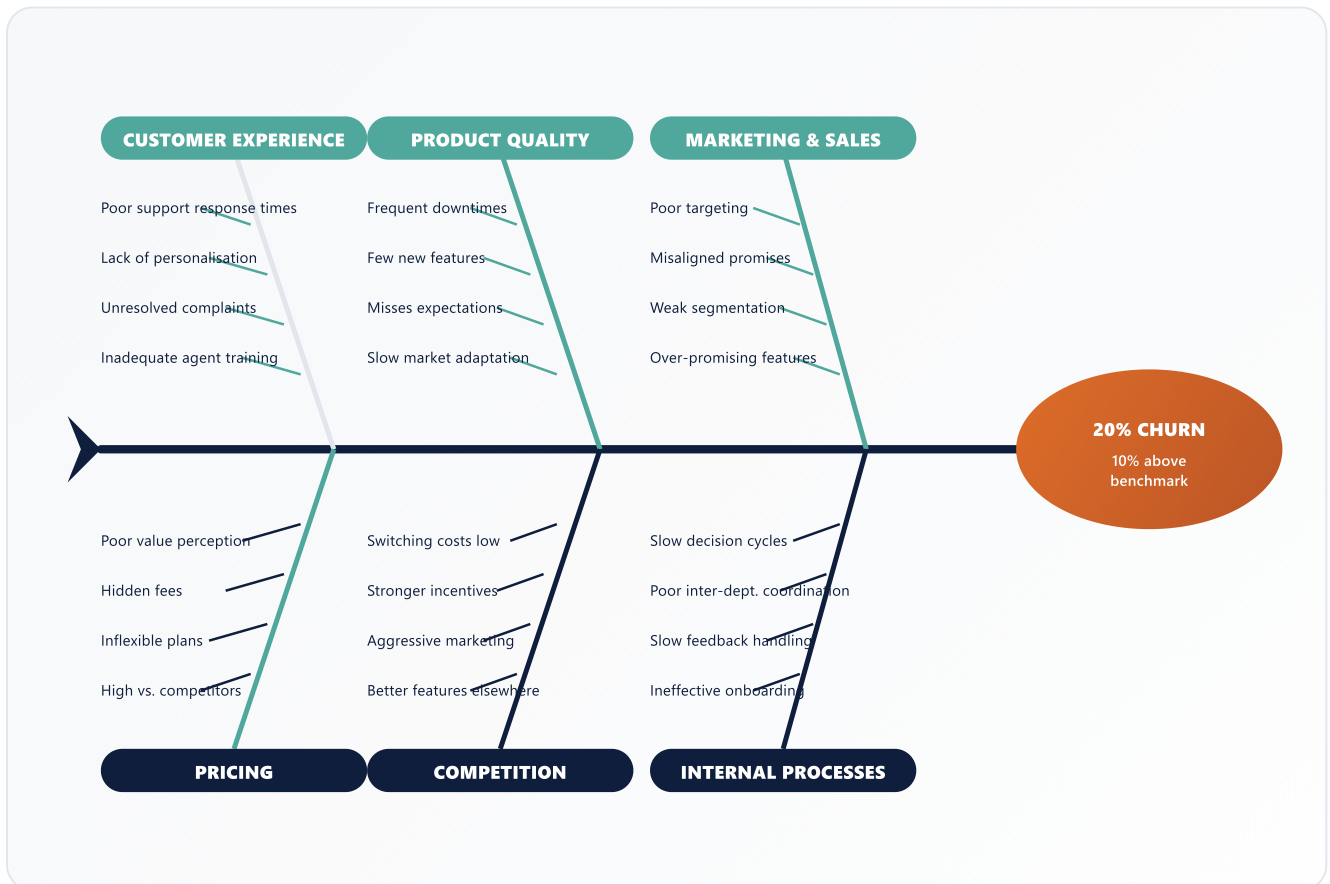 CUSTOMER EXPERIENCE
PRODUCT QUALITY
MARKETING & SALES
Poor support response times
Frequent downtimes
Poor targeting
Lack of personalisation
Few new features
Misaligned promises
Unresolved complaints
Misses expectations
Weak segmentation
Inadequate agent training
Slow market adaptation
Over-promising features
20% CHURN
10% above
benchmark
Poor value perception
Switching costs low
Slow decision cycles
Hidden fees
Stronger incentives
Poor inter-dept. coordination
Inflexible plans
Aggressive marketing
Slow feedback handling
High vs. competitors
Better features elsewhere
Ineffective onboarding
PRICING
COMPETITION
INTERNAL PROCESSES